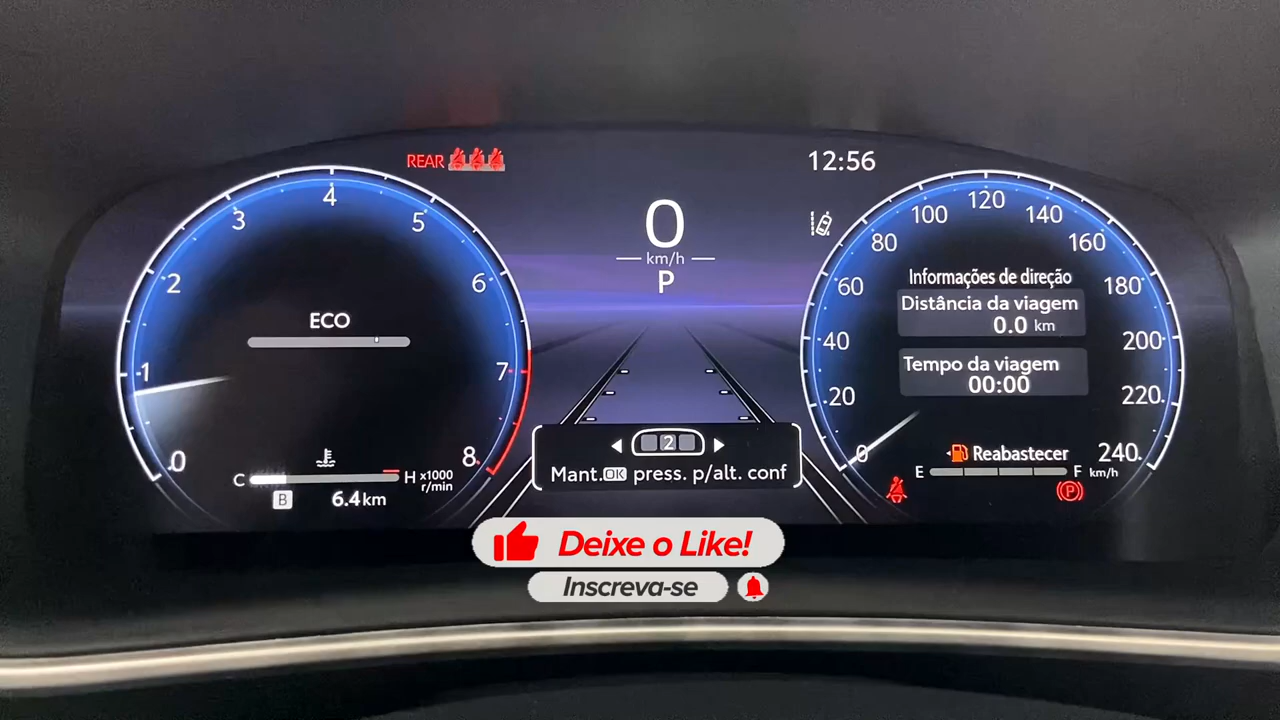 REAR
12:56
0
km/h
P
0
1
2
3
4
5
6
7
8
x1000
r/min
ECO
C
H
B
6.4 km
0
20
40
60
80
100
120
140
160
180
200
220
240
km/h
Informações de direção
Distância da viagem
0.0 km
Tempo da viagem
00:00
Reabastecer
E
F
P
2
Mant.OK press. p/alt. conf
Deixe o Like!
Inscreva-se